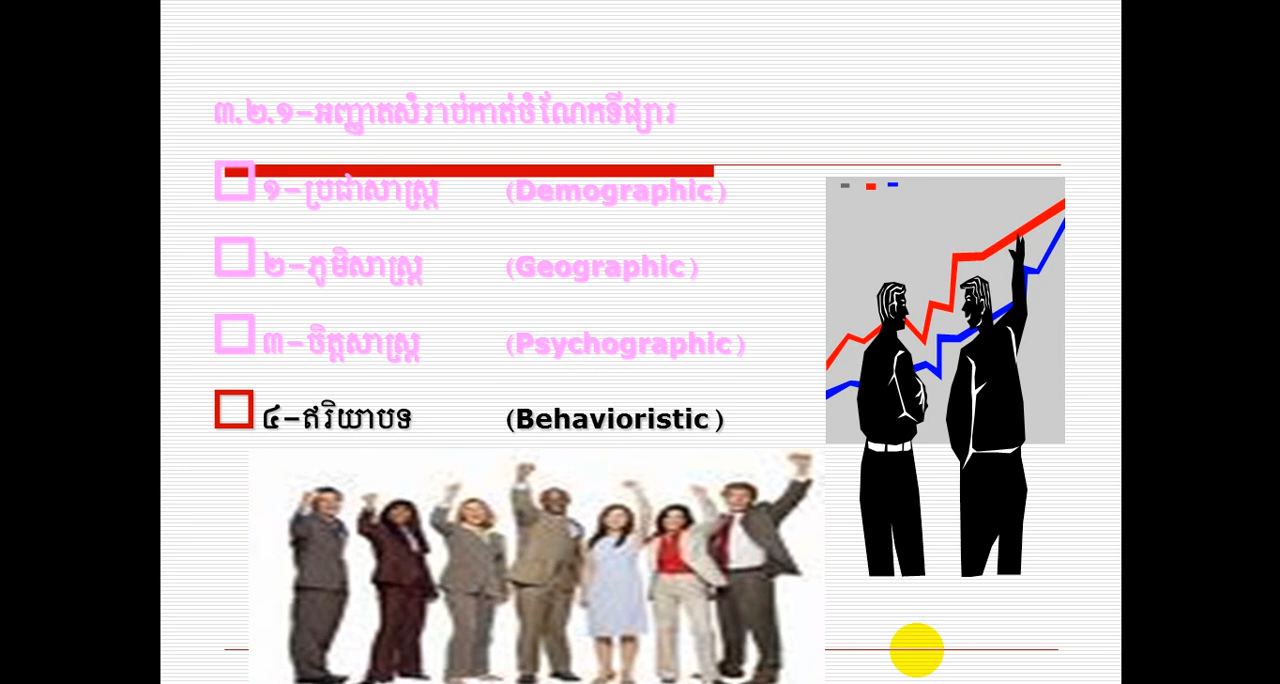 ៣.២.១-អញ្ញាតសំរាប់កាត់ចំណែកទីផ្សារ
១-ប្រជាសាស្ត្រ (Demographic)
២-ភូមិសាស្ត្រ (Geographic)
៣-ចិត្តសាស្ត្រ (Psychographic)
៤-ឥរិយាបទ (Behavioristic)